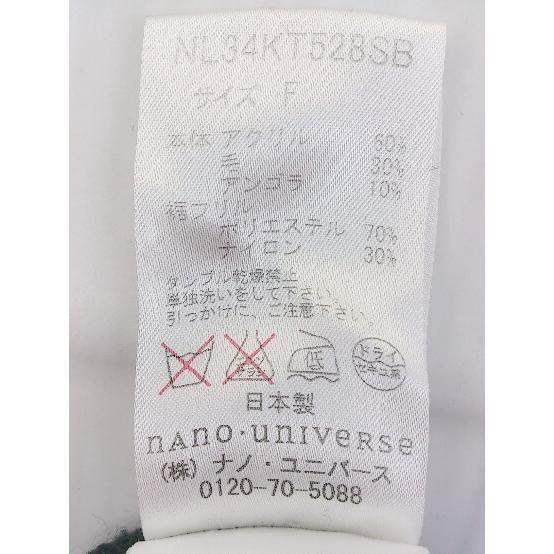 NL34KT528SB
サイズ F
本体 アクリル 60%
毛 30%
アンゴラ 10%
裾フリル
ポリエステル 70%
ナイロン 30%
タンブル乾燥禁止
単独洗いをして下さい。
引っかけに、ご注意下さい。
低 ドライ
セキユ系
日本製
nAno・universe
(株) ナノ・ユニバース
0120-70-5088